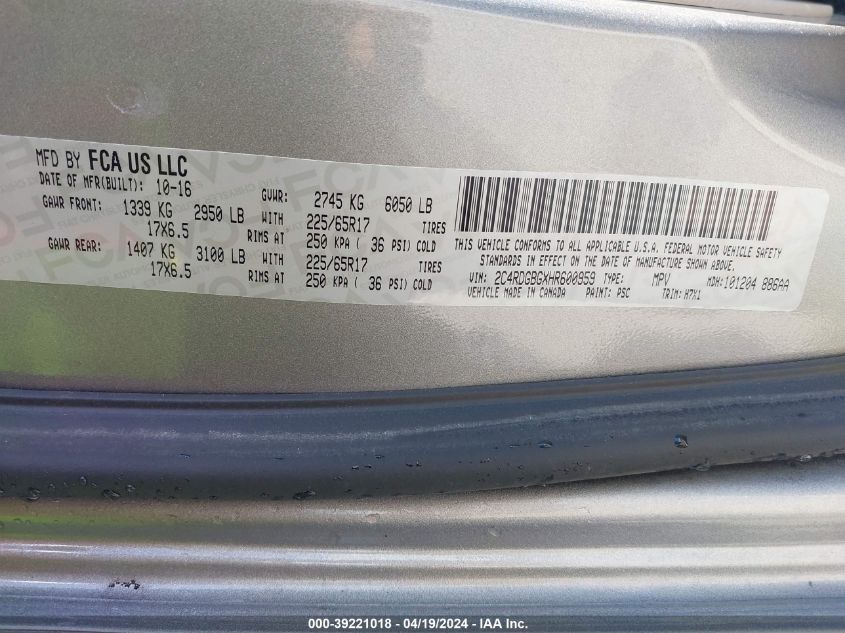 MFD BY FCA US LLC
DATE OF MFR(BUILT): 10-16 GVWR: 2745 KG 6050 LB
GAWR FRONT: 1339 KG 2950 LB WITH 225/65R17 TIRES
17X6.5 RIMS AT 250 KPA ( 36 PSI) COLD
GAWR REAR: 1407 KG 3100 LB WITH 225/65R17 TIRES
17X6.5 RIMS AT 250 KPA ( 36 PSI) COLD
THIS VEHICLE CONFORMS TO ALL APPLICABLE U.S.A. FEDERAL MOTOR VEHICLE SAFETY
STANDARDS IN EFFECT ON THE DATE OF MANUFACTURE SHOWN ABOVE.
VIN: 2C4RDGBGXHR600959 TYPE: MPV MDH: 101204 886AA
VEHICLE MADE IN CANADA PAINT: PSC TRIM: H7X1
000-39221018 - 04/19/2024 - IAA Inc.